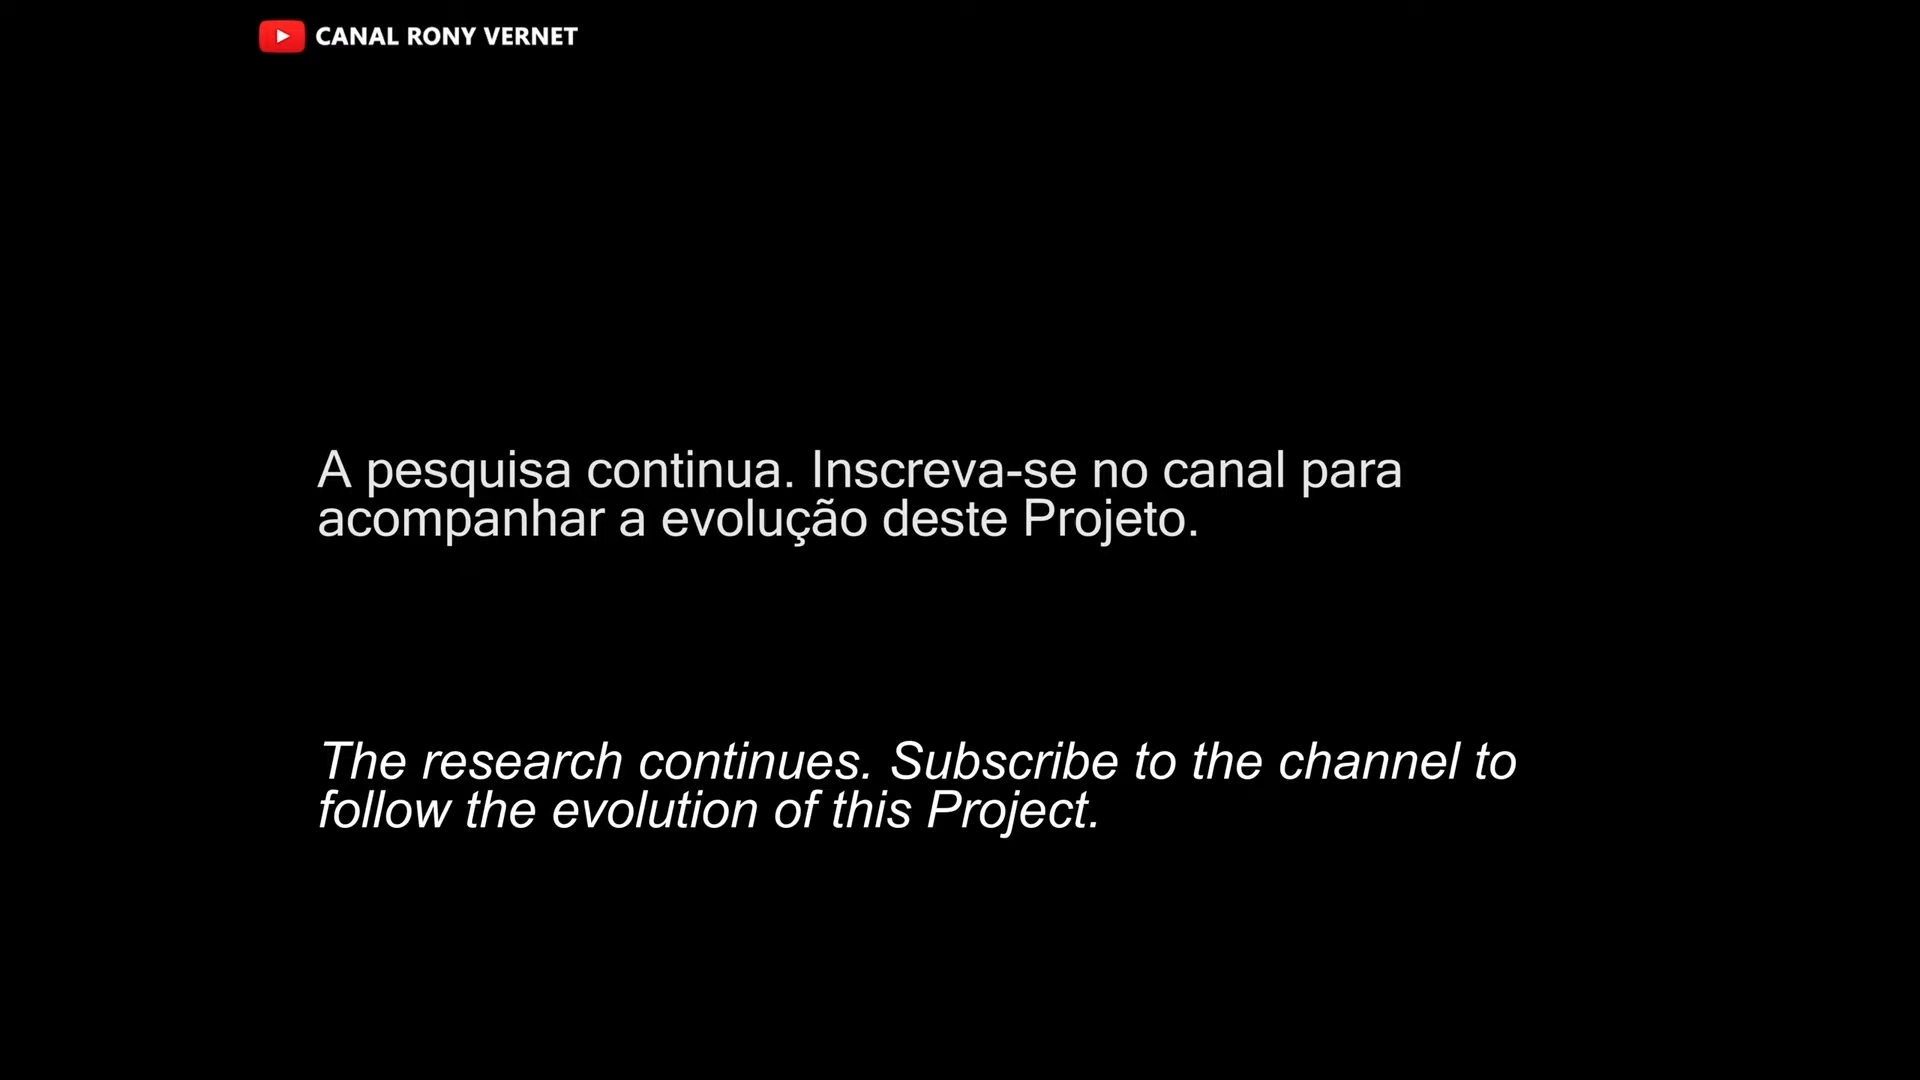 CANAL RONY VERNET
A pesquisa continua. Inscreva-se no canal para
acompanhar a evolução deste Projeto.
The research continues. Subscribe to the channel to
follow the evolution of this Project.